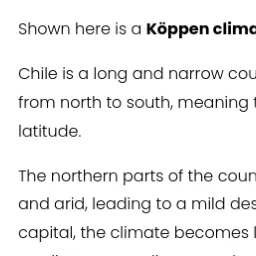 Shown here is a Köppen clima
Chile is a long and narrow cou
from north to south, meaning
latitude.
The northern parts of the coun
and arid, leading to a mild des
capital, the climate becomes